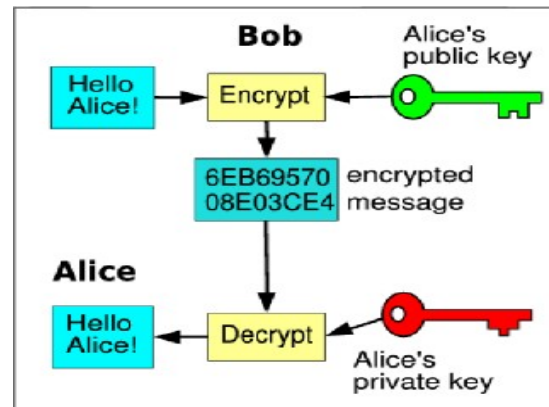 Bob
Alice's
public key
Hello
Alice!
Encrypt
6EB69570
08E03CE4
encrypted
message
Alice
Hello
Alice!
Decrypt
Alice's
private key